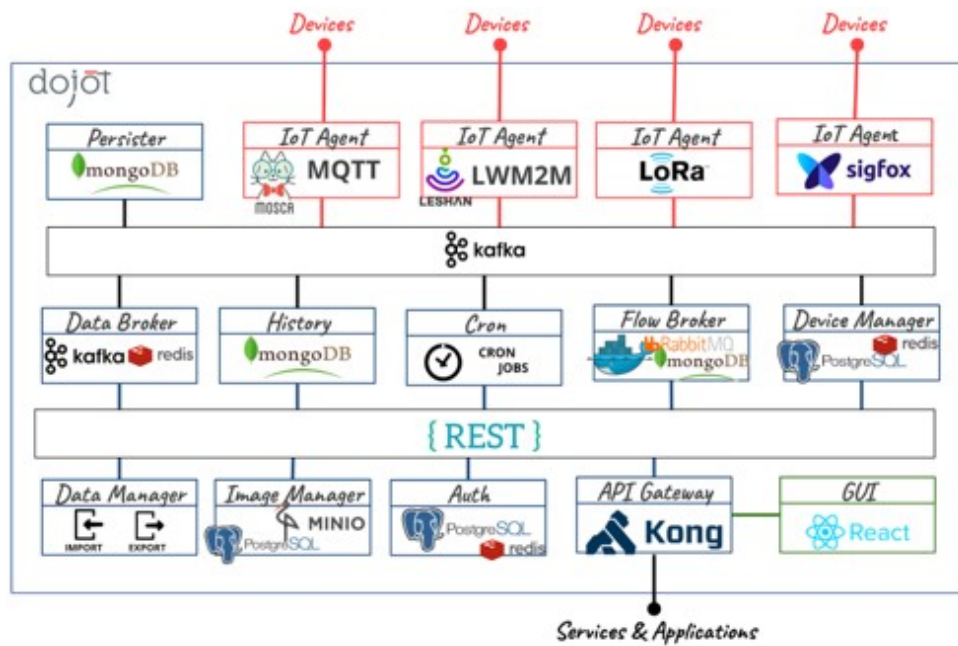 Devices Devices Devices Devices
dojot
Persister IoT Agent IoT Agent IoT Agent IoT Agent
mongoDB MQTT LWM2M LoRa sigfox
MOSCA LESHAN
kafka
Data Broker History Cron Flow Broker Device Manager
kafka redis mongoDB CRON JOBS RabbitMQ mongoDB redis PostgreSQL
{ REST }
Data Manager Image Manager Auth API Gateway GUI
IMPORT EXPORT PostgreSQL MINIO PostgreSQL redis Kong React
Services & Applications